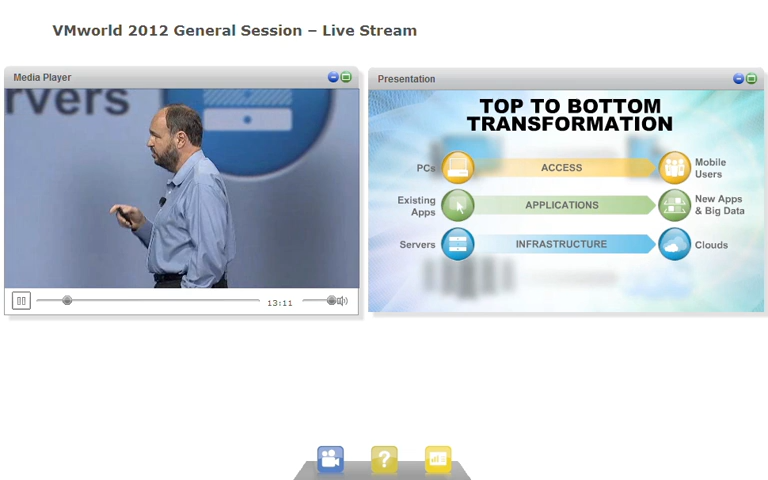 VMworld 2012 General Session – Live Stream
Media Player
rvers
13:11
Presentation
TOP TO BOTTOM
TRANSFORMATION
PCs
ACCESS
Mobile
Users
Existing
Apps
APPLICATIONS
New Apps
& Big Data
Servers
INFRASTRUCTURE
Clouds
?